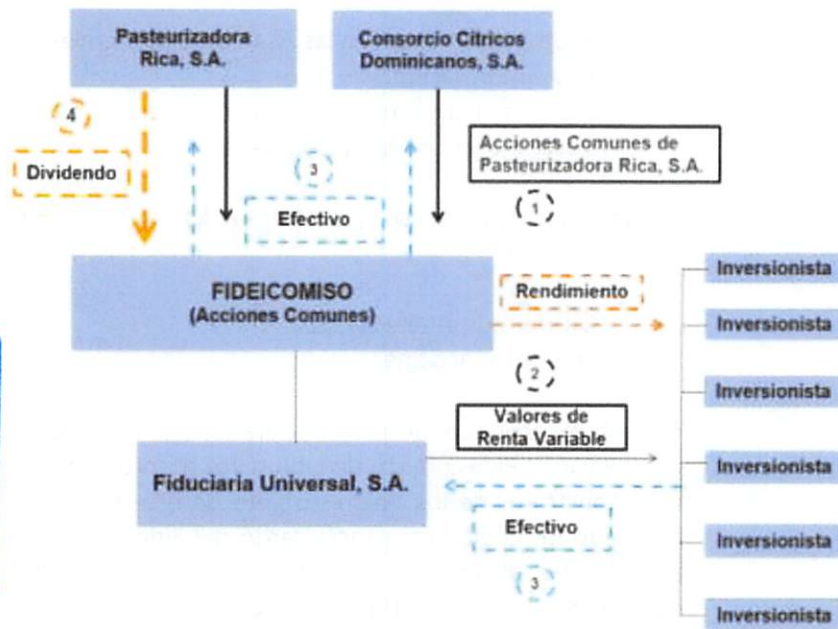 Pasteurizadora
Rica, S.A.
Consorcio Cítricos
Dominicanos, S.A.
4
Dividendo
3
Efectivo
Acciones Comunes de
Pasteurizadora Rica, S.A.
1
FIDEICOMISO
(Acciones Comunes)
Rendimiento
Inversionista
Inversionista
2
Valores de
Renta Variable
Inversionista
Fiduciaria Universal, S.A.
Inversionista
Efectivo
3
Inversionista
Inversionista